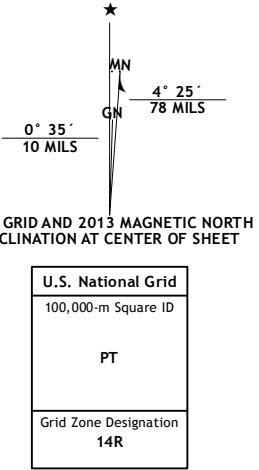 ★
MN
GN
4° 25´
78 MILS
0° 35´
10 MILS
GRID AND 2013 MAGNETIC NORTH
CLINATION AT CENTER OF SHEET
U.S. National Grid
100,000-m Square ID
PT
Grid Zone Designation
14R